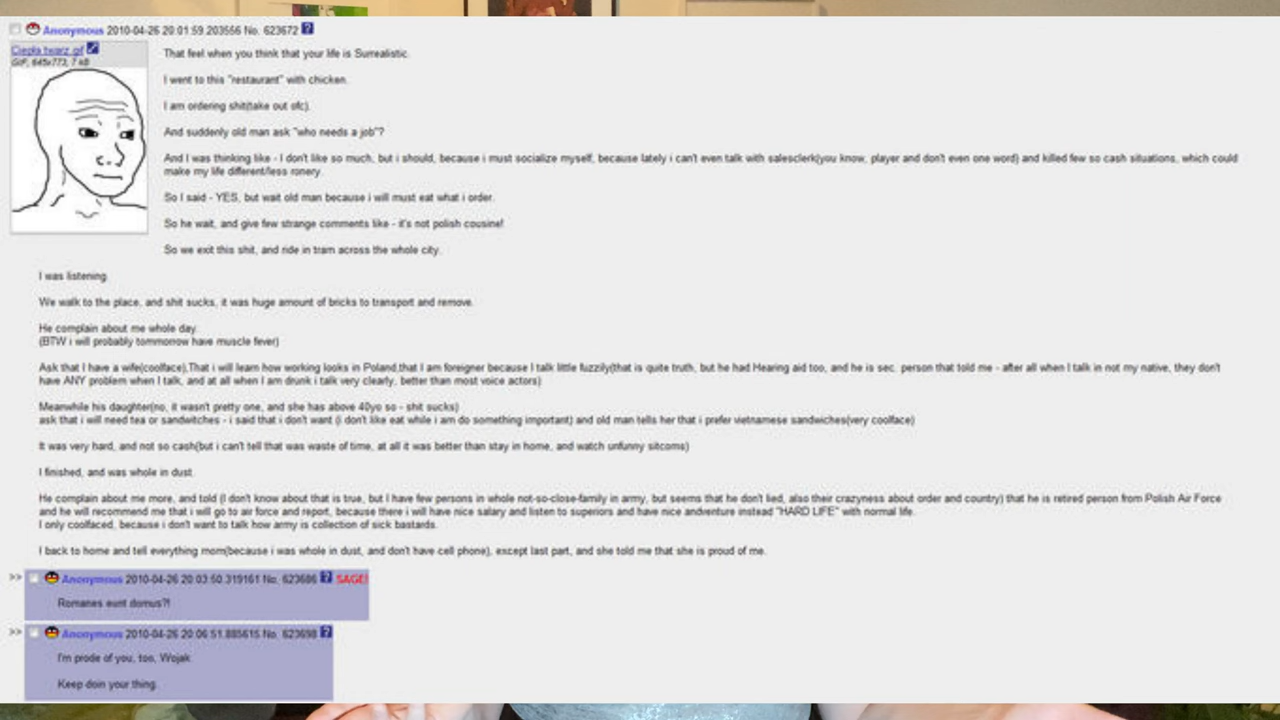 Anonymous 2010-04-26 20:01:59.203556 No. 623672
Ciepła twarz.gif
GIF, 645x773, 7 kB
That feel when you think that your life is Surrealistic.
I went to this "restaurant" with chicken.
I am ordering shit(take out ofc).
And suddenly old man ask "who needs a job"?
And I was thinking like - I don't like so much, but i should, because i must socialize myself, because lately i can't even talk with salesclerk(you know, player and don't even one word) and killed few so cash situations, which could
make my life different/less ronery.
So I said - YES, but wait old man because i will must eat what i order.
So he wait, and give few strange comments like - it's not polish cousine!
So we exit this shit, and ride in tram across the whole city.
I was listening.
We walk to the place, and shit sucks, it was huge amount of bricks to transport and remove.
He complain about me whole day.
(BTW i will probably tommorrow have muscle fever)
Ask that I have a wife(coolface),That i will learn how working looks in Poland,that I am foreigner because I talk little fuzzily(that is quite truth, but he had Hearing aid too, and he is sec. person that told me - after all when I talk in not my native, they don't
have ANY problem when I talk, and at all when I am drunk i talk very clearly, better than most voice actors)
Meanwhile his daughter(no, it wasn't pretty one, and she has above 40yo so - shit sucks)
ask that i will need tea or sandwitches - i said that i don't want (i don't like eat while i am do something important) and old man tells her that i prefer vietnamese sandwiches(very coolface)
It was very hard, and not so cash(but i can't tell that was waste of time, at all it was better than stay in home, and watch unfunny sitcoms)
I finished, and was whole in dust.
He complain about me more, and told (I don't know about that is true, but I have few persons in whole not-so-close-family in army, but seems that he don't lied, also their crazyness about order and country) that he is retired person from Polish Air Force
and he will recommend me that i will go to air force and report, because there i will have nice salary and listen to superiors and have nice andventure instead "HARD LIFE" with normal life.
I only coolfaced, because i don't want to talk how army is collection of sick bastards.
I back to home and tell everything mom(because i was whole in dust, and don't have cell phone), except last part, and she told me that she is proud of me.
>> Anonymous 2010-04-26 20:03:50.319161 No. 623686 SAGE!
Romanes eunt domus?!
>> Anonymous 2010-04-26 20:06:51.885615 No. 623698
I'm prode of you, too, Wojak.
Keep doin your thing.